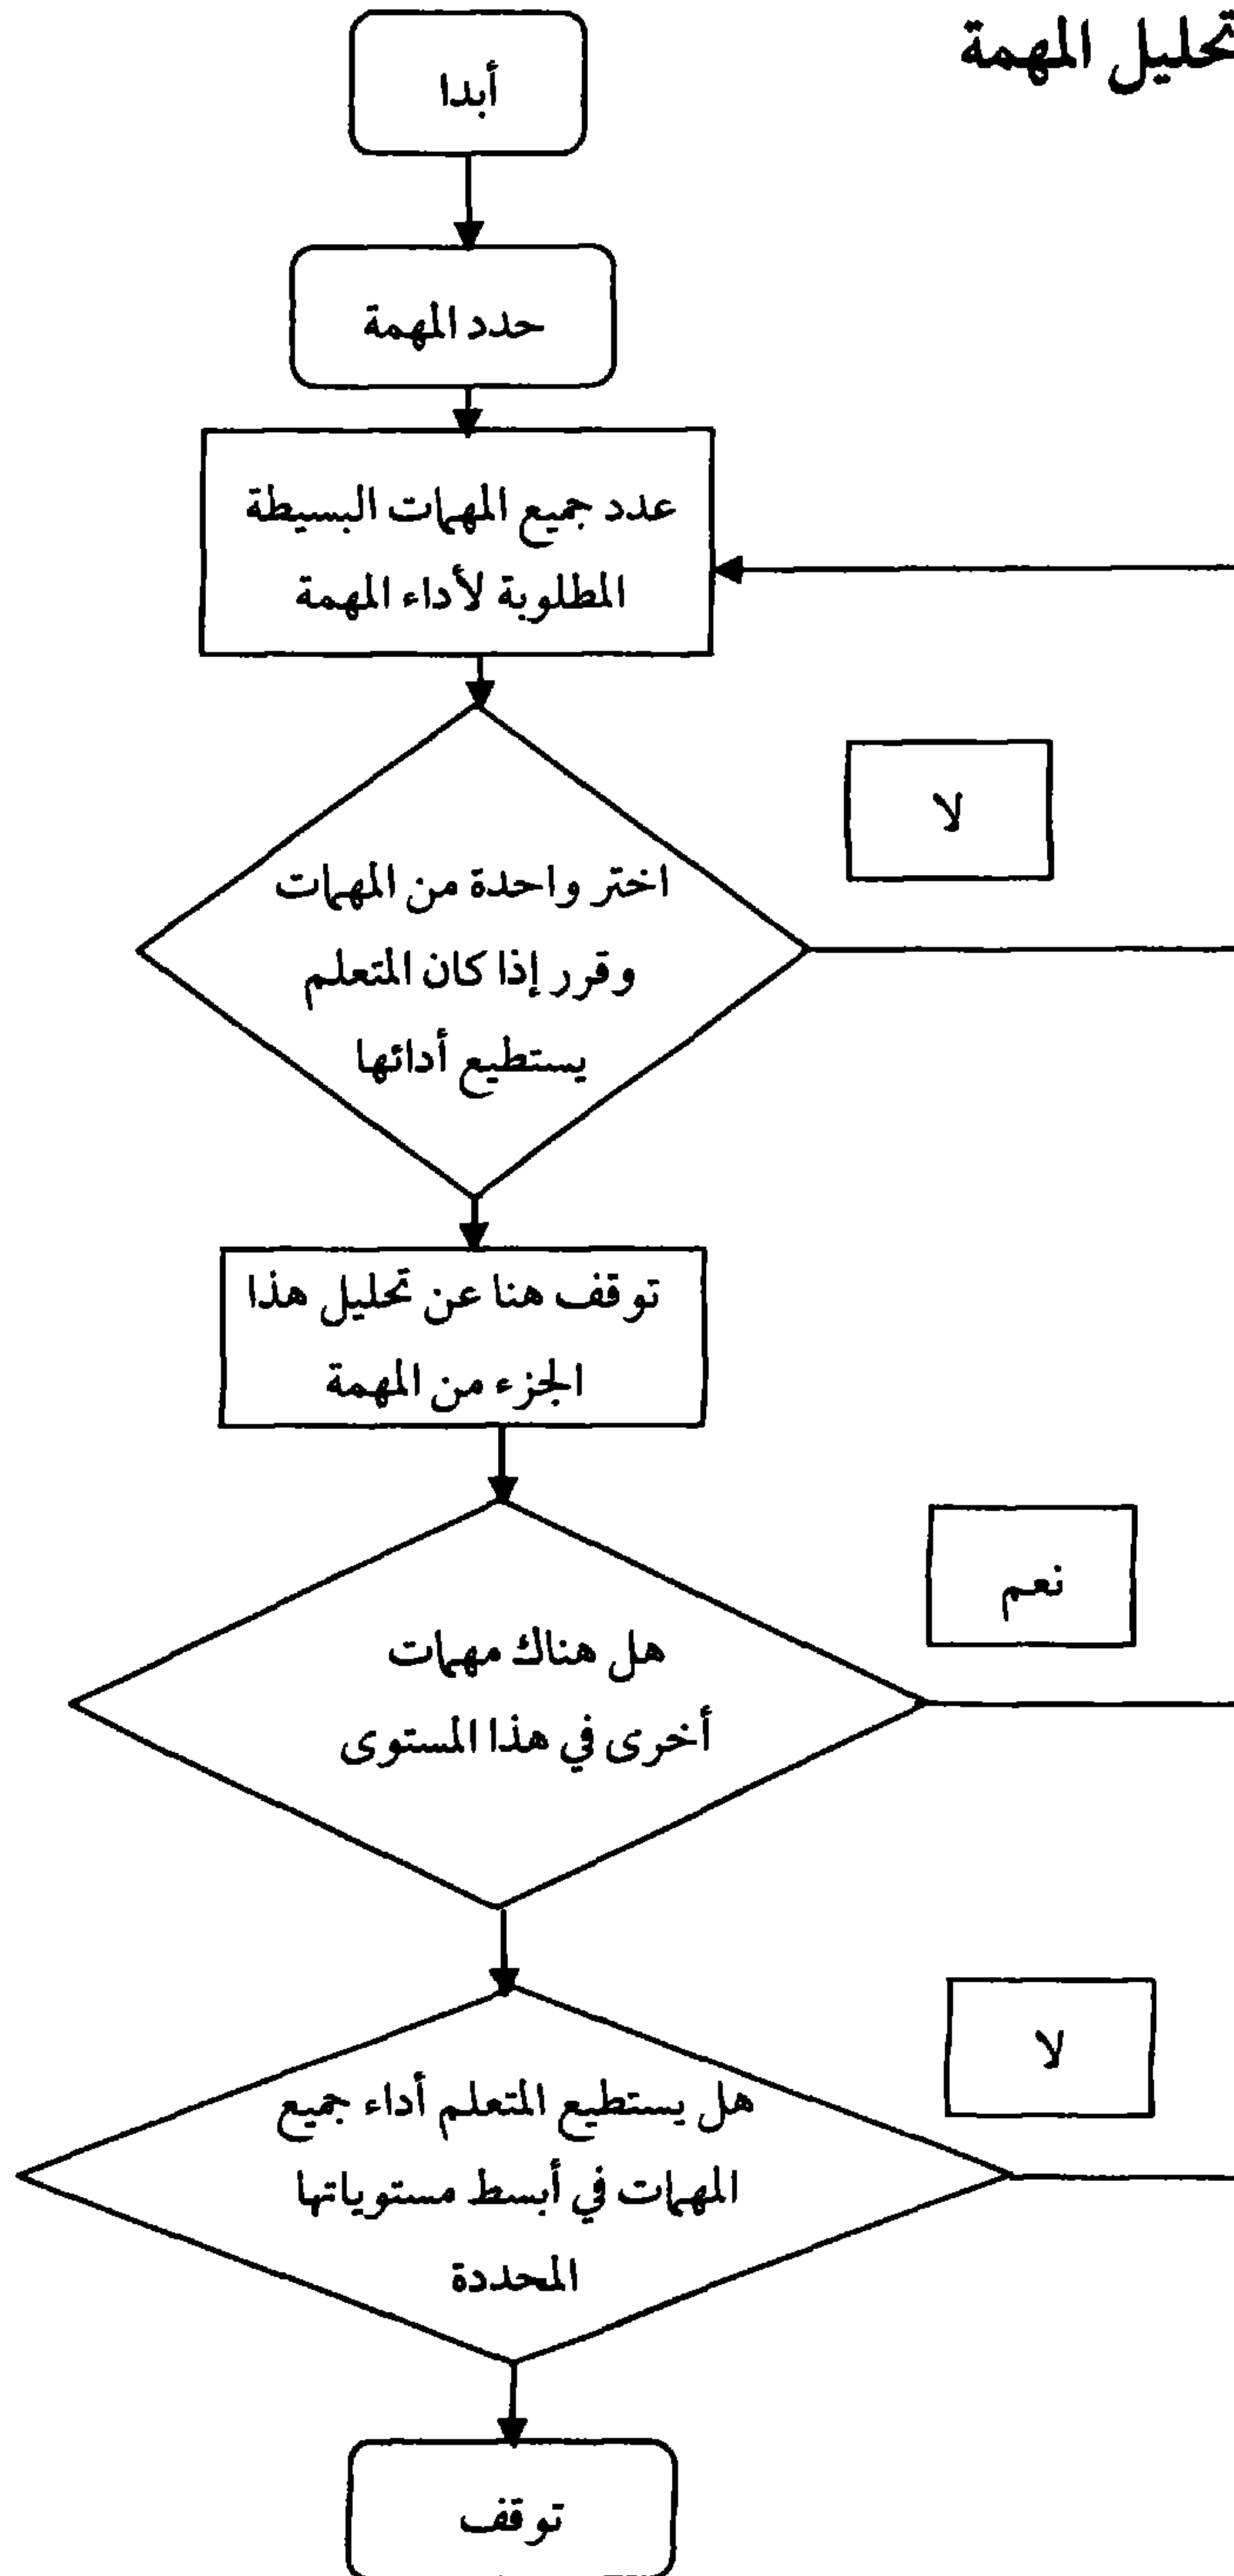 تحليل المهمة
أبدا
حدد المهمة
عدد جميع المهمات البسيطة
المطلوبة لأداء المهمة
لا
اختر واحدة من المهمات
وقرر إذا كان المتعلم
يستطيع أدائها
توقف هنا عن تحليل هذا
الجزء من المهمة
نعم
هل هناك مهمات
أخرى في هذا المستوى
لا
هل يستطيع المتعلم أداء جميع
المهمات في أبسط مستوياتها
المحددة
توقف